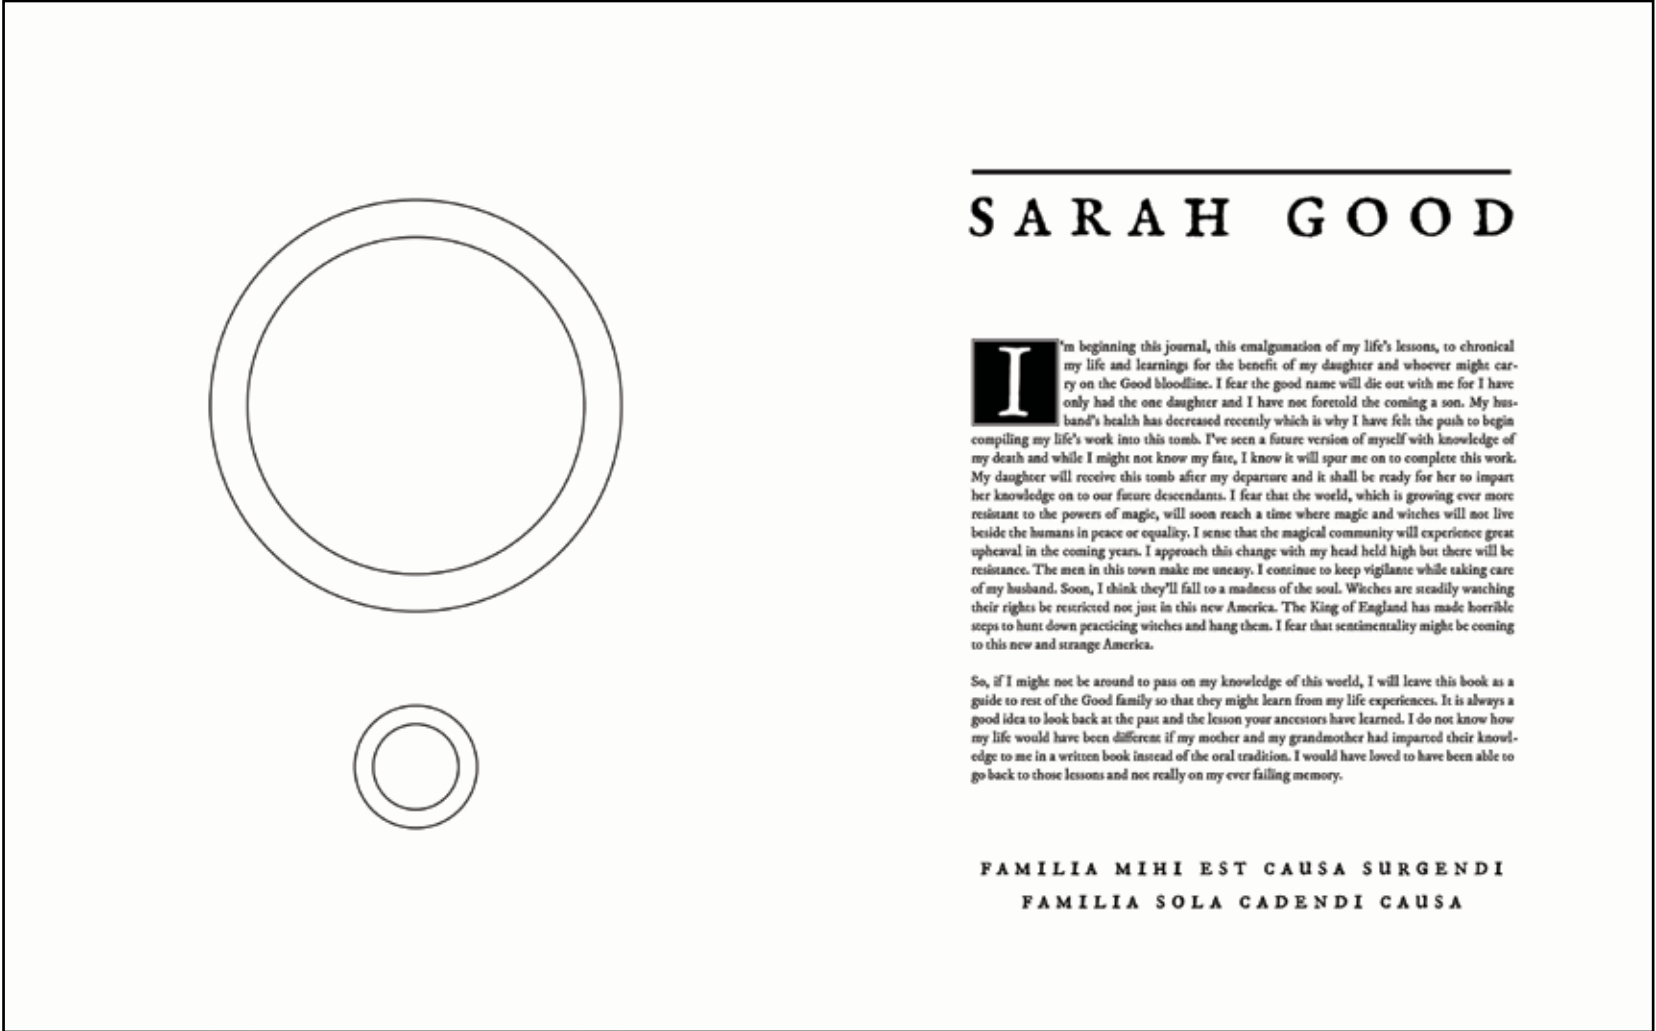 SARAH GOOD
I'm beginning this journal, this emalgumation of my life's lessons, to chronical
my life and learnings for the benefit of my daughter and whoever might car-
ry on the Good bloodline. I fear the good name will die out with me for I have
only had the one daughter and I have not foretold the coming a son. My hus-
band's health has decreased recently which is why I have felt the push to begin
compiling my life's work into this tomb. I've seen a future version of myself with knowledge of
my death and while I might not know my fate, I know it will spur me on to complete this work.
My daughter will receive this tomb after my departure and it shall be ready for her to impart
her knowledge on to our future descendants. I fear that the world, which is growing ever more
resistant to the powers of magic, will soon reach a time where magic and witches will not live
beside the humans in peace or equality. I sense that the magical community will experience great
upheaval in the coming years. I approach this change with my head held high but there will be
resistance. The men in this town make me uneasy. I continue to keep vigilante while taking care
of my husband. Soon, I think they'll fall to a madness of the soul. Witches are steadily watching
their rights be restricted not just in this new America. The King of England has made horrible
steps to hunt down practicing witches and hang them. I fear that sentimentality might be coming
to this new and strange America.
So, if I might not be around to pass on my knowledge of this world, I will leave this book as a
guide to rest of the Good family so that they might learn from my life experiences. It is always a
good idea to look back at the past and the lesson your ancestors have learned. I do not know how
my life would have been different if my mother and my grandmother had imparted their knowl-
edge to me in a written book instead of the oral tradition. I would have loved to have been able to
go back to those lessons and not really on my ever failing memory.
FAMILIA MIHI EST CAUSA SURGENDI
FAMILIA SOLA CADENDI CAUSA